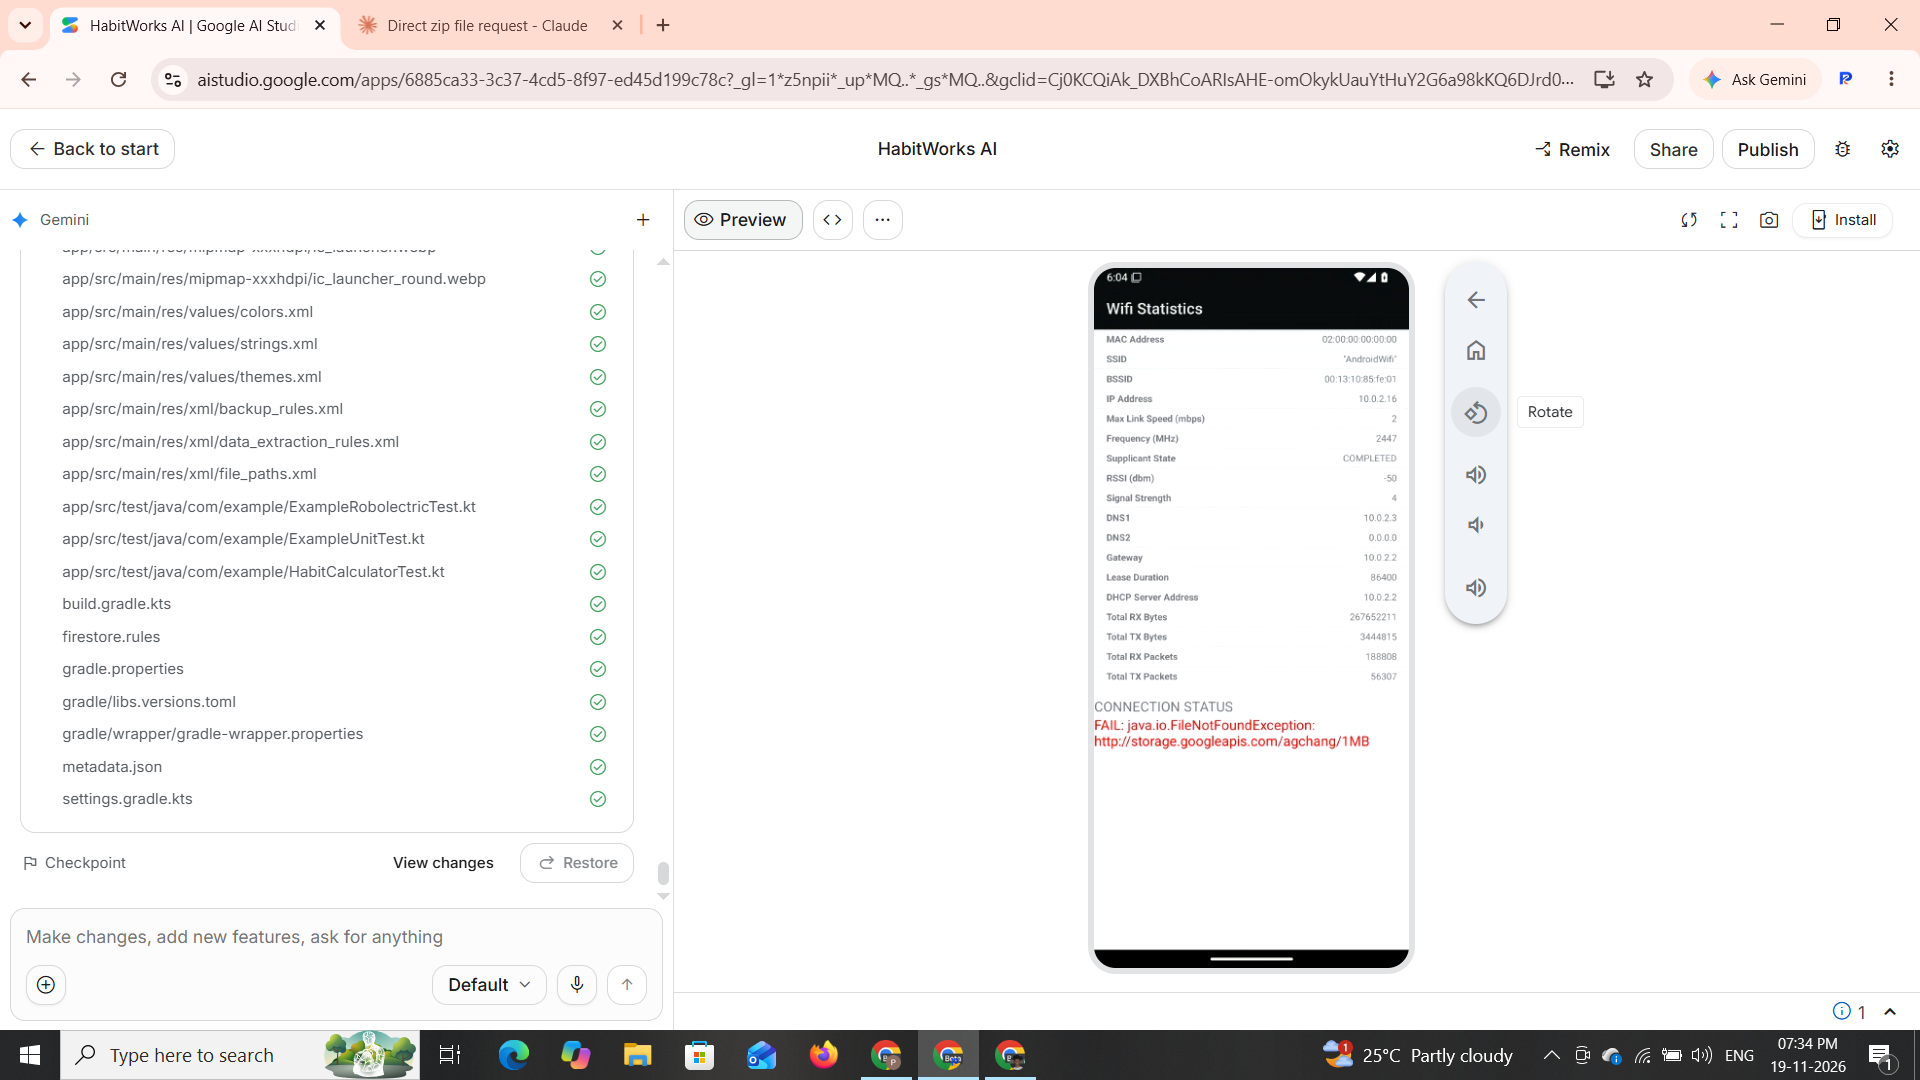 HabitWorks AI | Google AI Studi
Direct zip file request - Claude
aistudio.google.com/apps/6885ca33-3c37-4cd5-8f97-ed45d199c78c?_gl=1*z5npii*_up*MQ..*_gs*MQ..&gclid=Cj0KCQiAk_DXBhCoARIsAHE-omOkykUauYtHuY2G6a98kKQ6DJrd0...
Ask Gemini
Back to start
HabitWorks AI
Remix
Share
Publish
Gemini
Preview
Install
app/src/main/res/mipmap-xxxhdpi/ic_launcher.webp
app/src/main/res/mipmap-xxxhdpi/ic_launcher_round.webp
app/src/main/res/values/colors.xml
app/src/main/res/values/strings.xml
app/src/main/res/values/themes.xml
app/src/main/res/xml/backup_rules.xml
app/src/main/res/xml/data_extraction_rules.xml
app/src/main/res/xml/file_paths.xml
app/src/test/java/com/example/ExampleRobolectricTest.kt
app/src/test/java/com/example/ExampleUnitTest.kt
app/src/test/java/com/example/HabitCalculatorTest.kt
build.gradle.kts
firestore.rules
gradle.properties
gradle/libs.versions.toml
gradle/wrapper/gradle-wrapper.properties
metadata.json
settings.gradle.kts
Checkpoint
View changes
Restore
Make changes, add new features, ask for anything
Default
6:04
Wifi Statistics
MAC Address 02:00:00:00:00:00
SSID "AndroidWifi"
BSSID 00:13:10:85:fe:01
IP Address 10.0.2.16
Max Link Speed (mbps) 2
Frequency (MHz) 2447
Supplicant State COMPLETED
RSSI (dbm) -50
Signal Strength 4
DNS1 10.0.2.3
DNS2 0.0.0.0
Gateway 10.0.2.2
Lease Duration 86400
DHCP Server Address 10.0.2.2
Total RX Bytes 267652211
Total TX Bytes 3444815
Total RX Packets 188808
Total TX Packets 56307
CONNECTION STATUS
FAIL: java.io.FileNotFoundException:
http://storage.googleapis.com/agchang/1MB
Rotate
1
Type here to search
1
25°C Partly cloudy
ENG
07:34 PM
19-11-2026
1